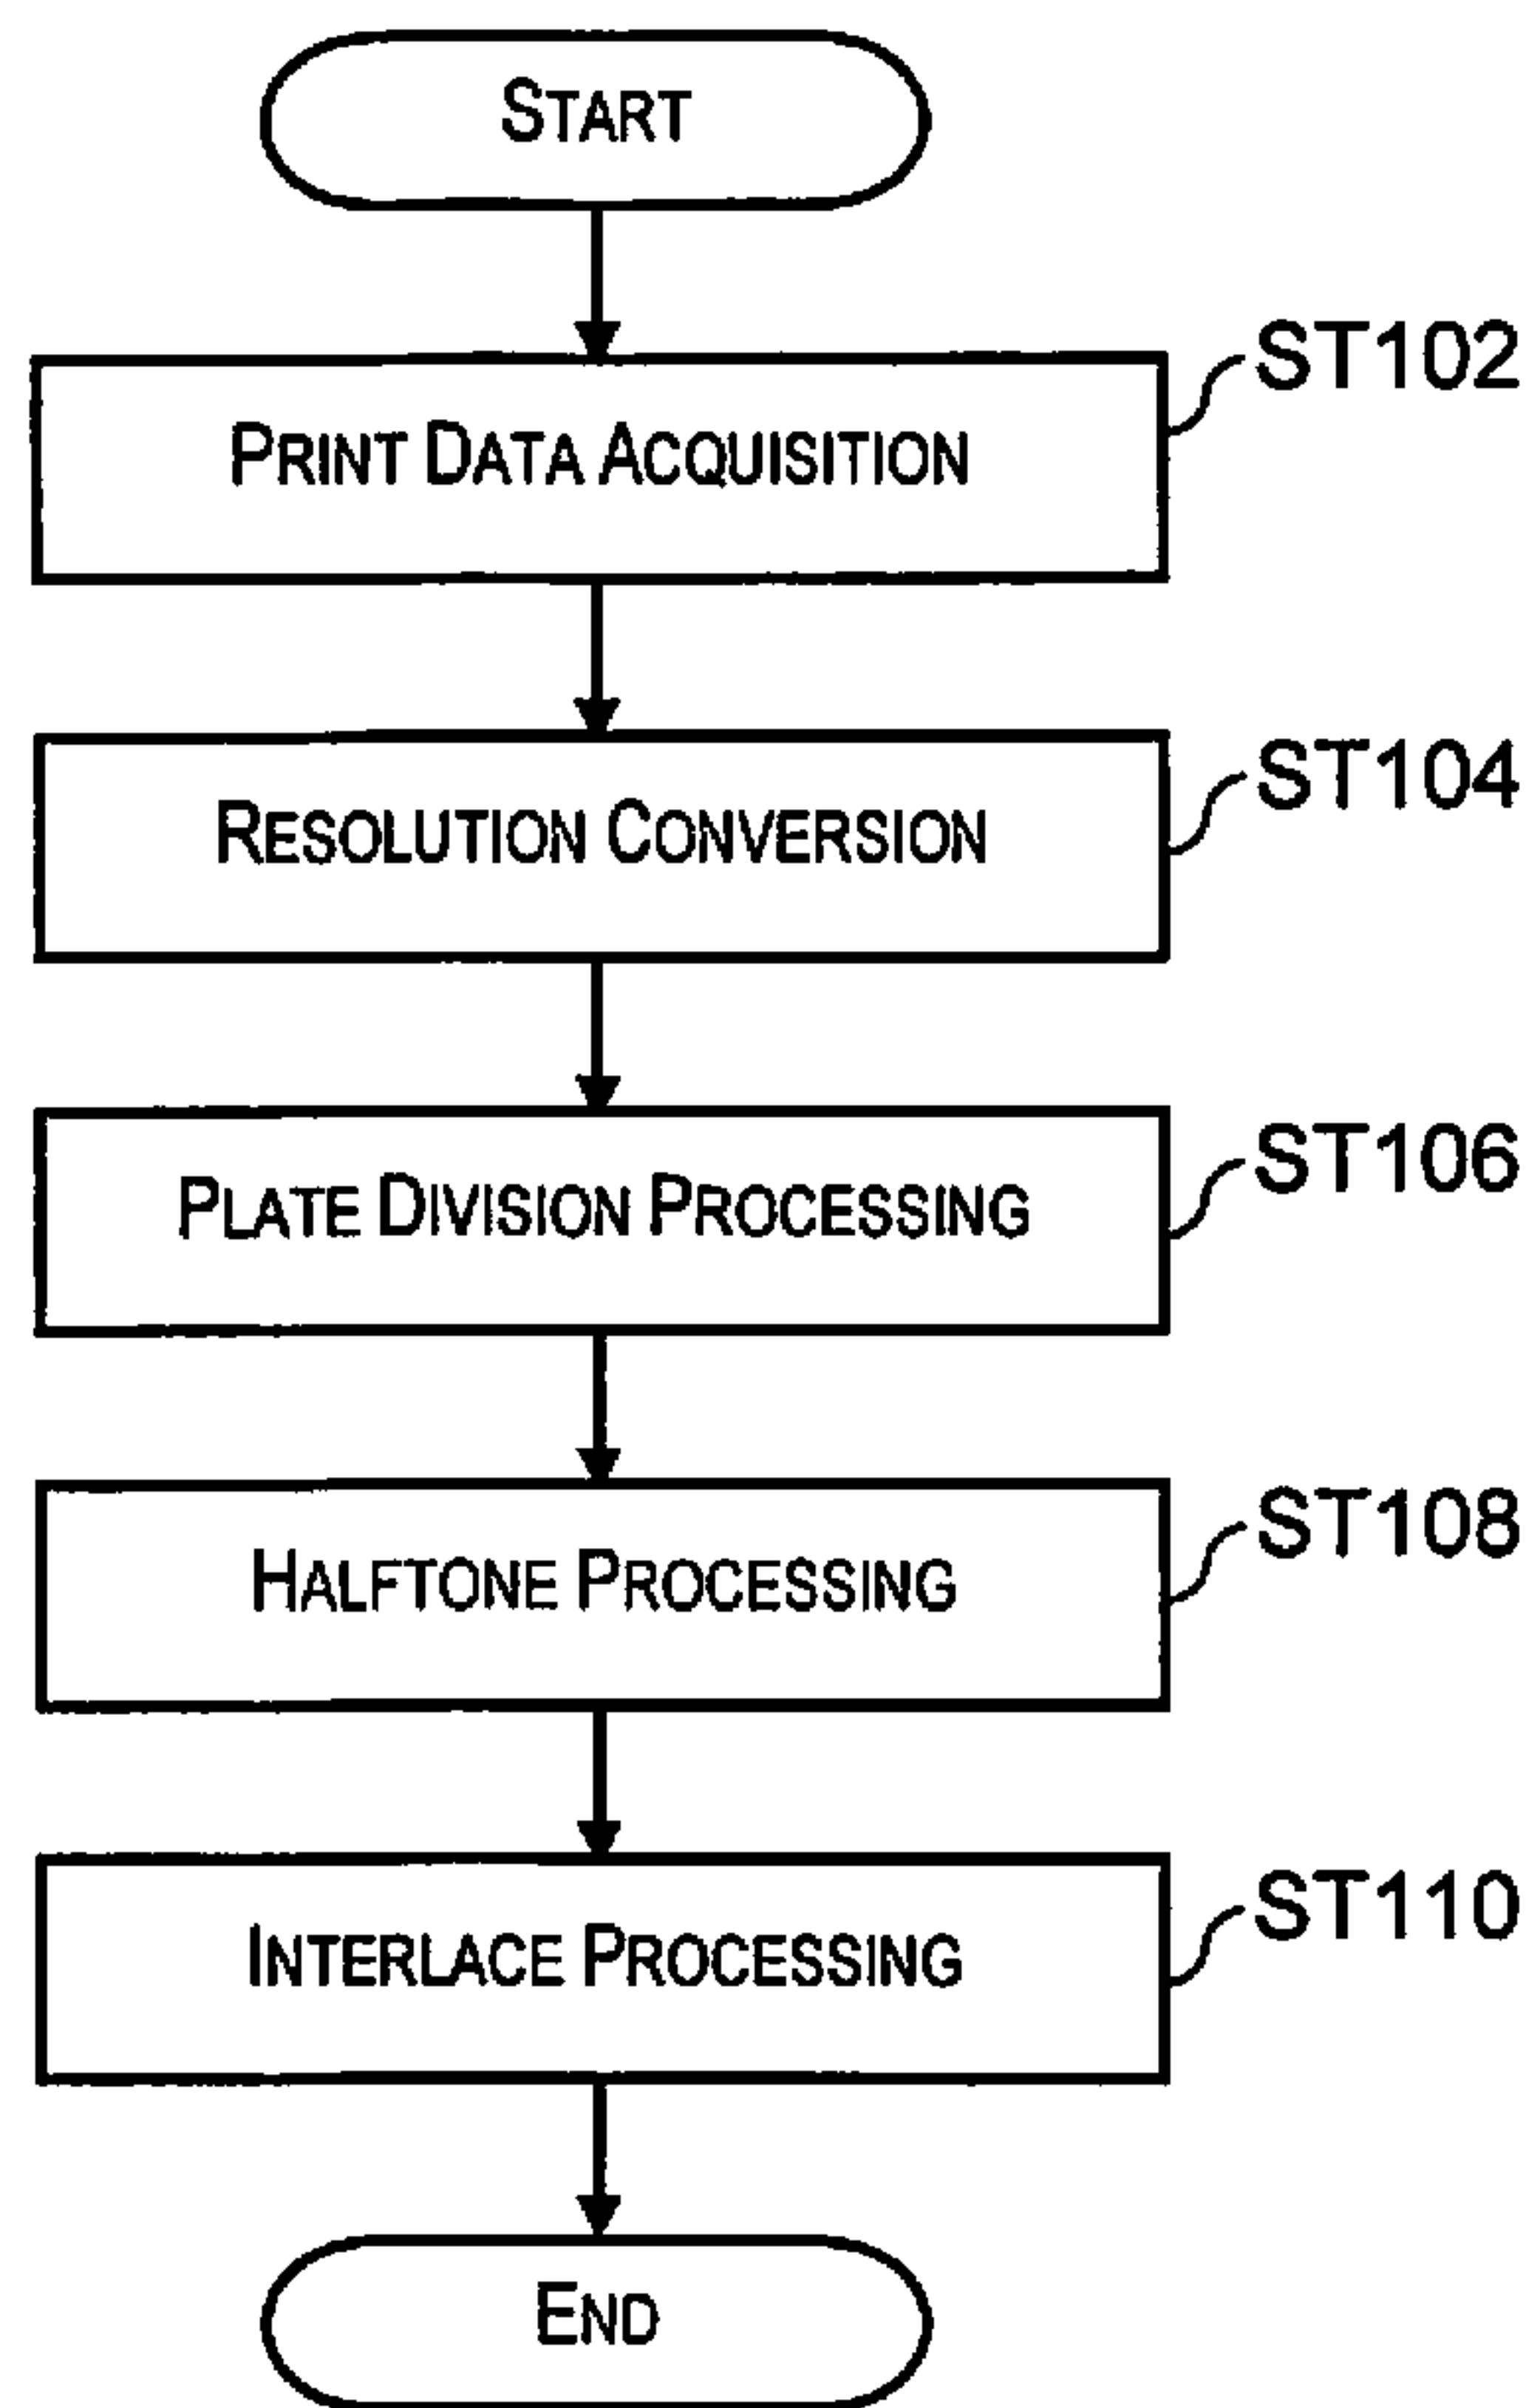 START
PRINT DATA ACQUISITION
ST102
RESOLUTION CONVERSION
ST104
PLATE DIVISION PROCESSING
ST106
HALFTONE PROCESSING
ST108
INTERLACE PROCESSING
ST110
END